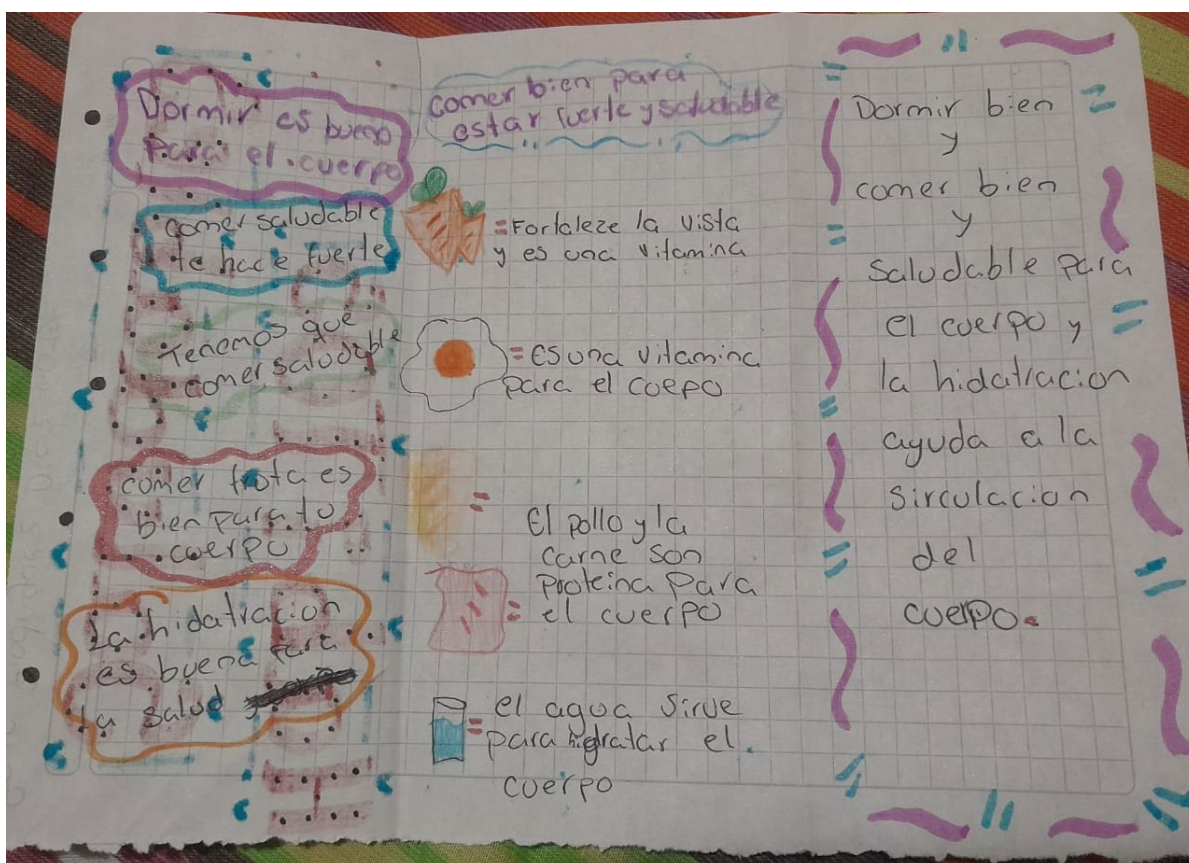 Dormir es bueno
Para el cuerpo
comer saludable
te hace fuerte
Tenemos que
comer saludable
comer fruta es
bien para tu
cuerpo
La hidatracion
es buena para
la salud
comer bien para
estar fuerte y saludable
= Fortaleze la vista
y es una vitamina
= es una vitamina
para el cuepo
=
El pollo y la
carne son
Proteina Para
= el cuerpo
= el agua sirve
para hidratar el.
cuerpo
Dormir bien
y
comer bien
y
Saludable para
el cuerpo y
la hidatracion
ayuda a la
sirculacion
del
cuerpo.